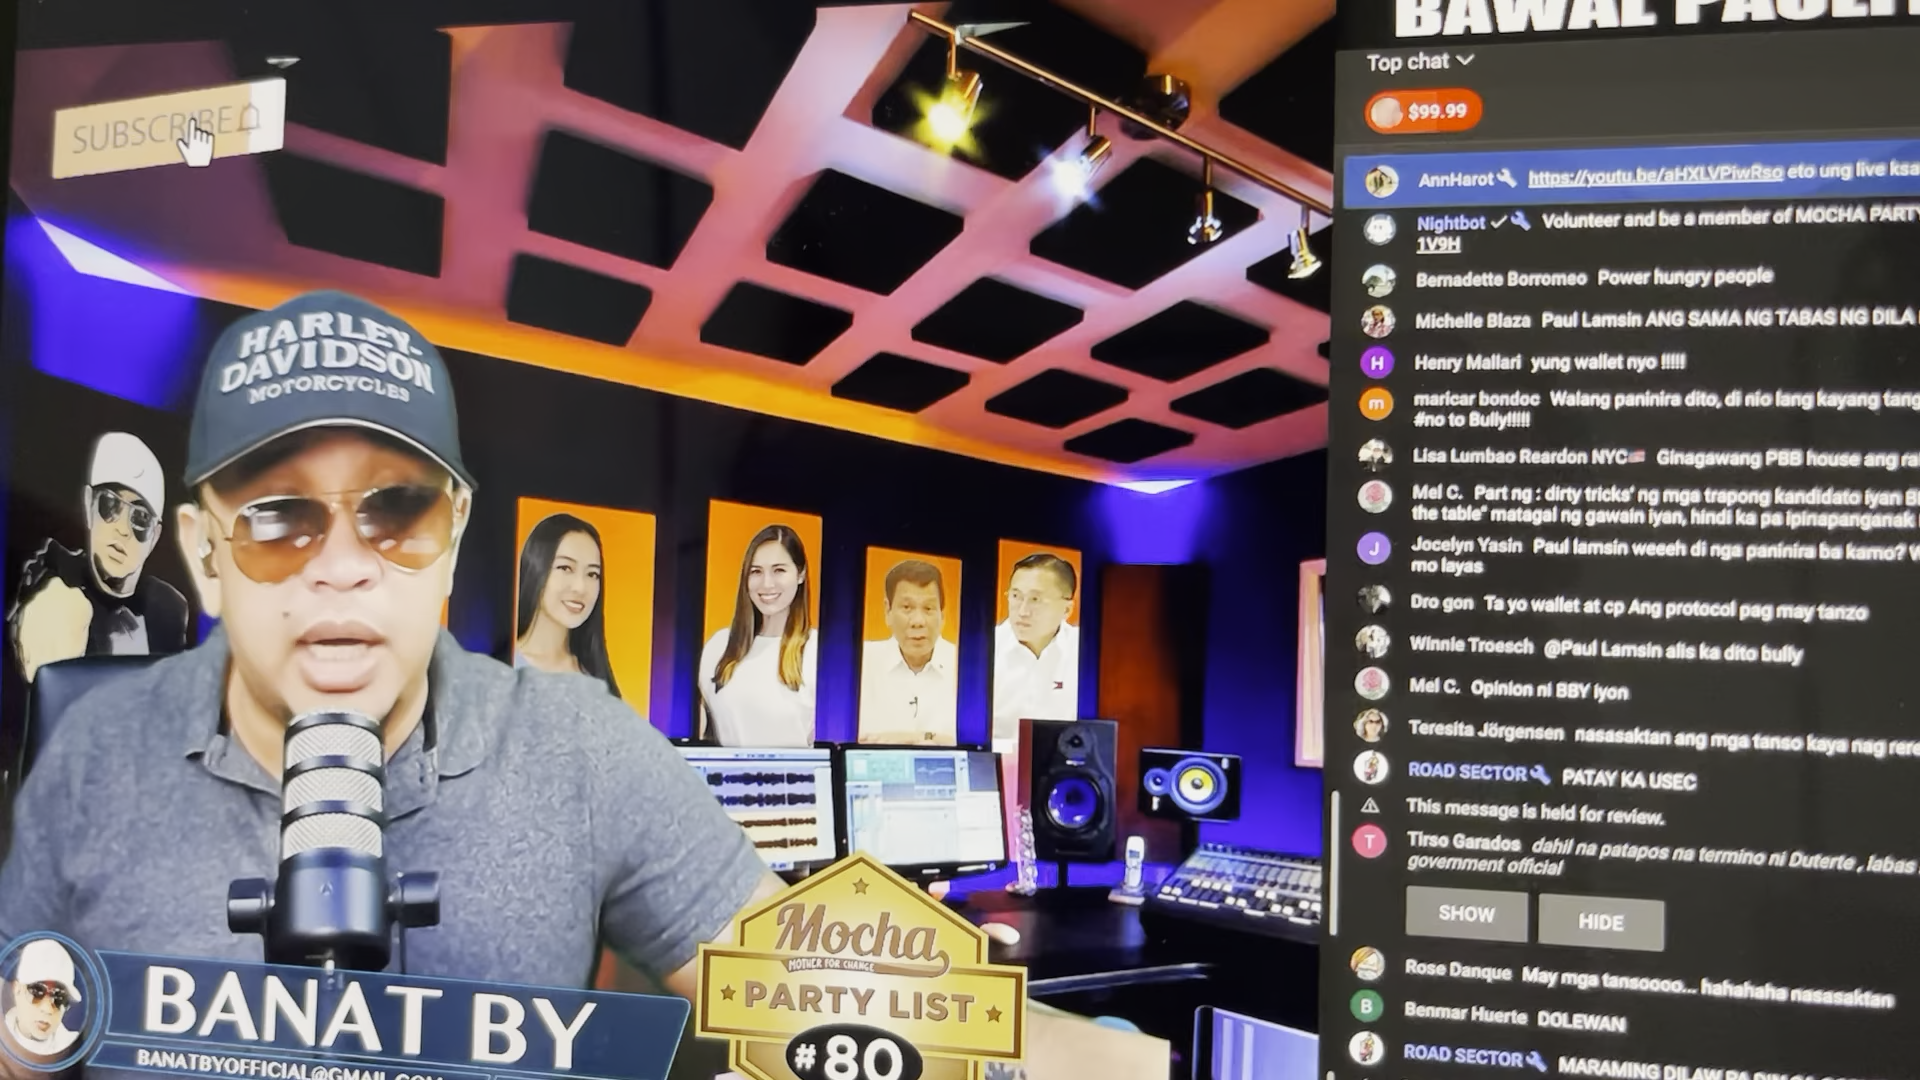 SUBSCRIBE
HARLEY-
DAVIDSON
MOTORCYCLES
BANAT BY
Mocha
MOTHER FOR CHANGE
PARTY LIST
#80
Top chat
$99.99
AnnHarot https://youtu.be/aHXLVPiwRso eto ung live ksa
Nightbot Volunteer and be a member of MOCHA PARTY
1V9H
Bernadette Borromeo Power hungry people
Michelle Blaza Paul Lamsin ANG SAMA NG TABAS NG DILA
Henry Mallari yung wallet nyo !!!!!
maricar bondoc Walang paninira dito, di nio lang kayang tang
#no to Bully!!!!!
Lisa Lumbao Reardon NYC🇺🇸 Ginagawang PBB house ang ra
Mel C. Part ng : dirty tricks' ng mga trapong kandidato iyan B
the table" matagal ng gawain iyan, hindi ka pa ipinapanganak
Jocelyn Yasin Paul lamsin weeeh di nga paninira ba kamo?
mo layas
Dro gon Ta yo wallet at cp Ang protocol pag may tanzo
Winnie Troesch @Paul Lamsin alis ka dito bully
Mel C. Opinion ni BBY iyon
Teresita Jörgensen nasasaktan ang mga tanso kaya nag rere
ROAD SECTOR PATAY KA USEC
This message is held for review.
Tirso Garados dahil na patapos na termino ni Duterte , labas
government official
SHOW HIDE
Rose Danque May mga tansoooo... hahahaha nasasaktan
Benmar Huerte DOLEWAN
ROAD SECTOR MARAMING DILAW PA DIN SA